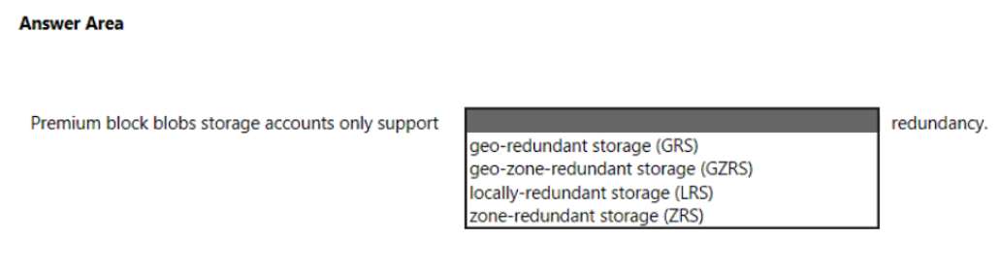 Answer Area
Premium block blobs storage accounts only support redundancy.
geo-redundant storage (GRS)
geo-zone-redundant storage (GZRS)
locally-redundant storage (LRS)
zone-redundant storage (ZRS)